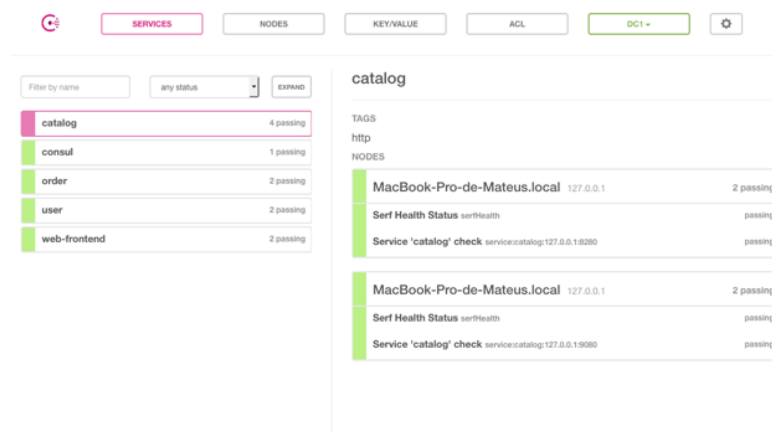 SERVICES NODES KEY/VALUE ACL DC1
Filter by name any status EXPAND
catalog 4 passing
consul 1 passing
order 2 passing
user 2 passing
web-frontend 2 passing
catalog
TAGS
http
NODES
MacBook-Pro-de-Mateus.local 127.0.0.1 2 passing
Serf Health Status serfHealth passing
Service 'catalog' check service:catalog:127.0.0.1:8280 passing
MacBook-Pro-de-Mateus.local 127.0.0.1 2 passing
Serf Health Status serfHealth passing
Service 'catalog' check service:catalog:127.0.0.1:9080 passing